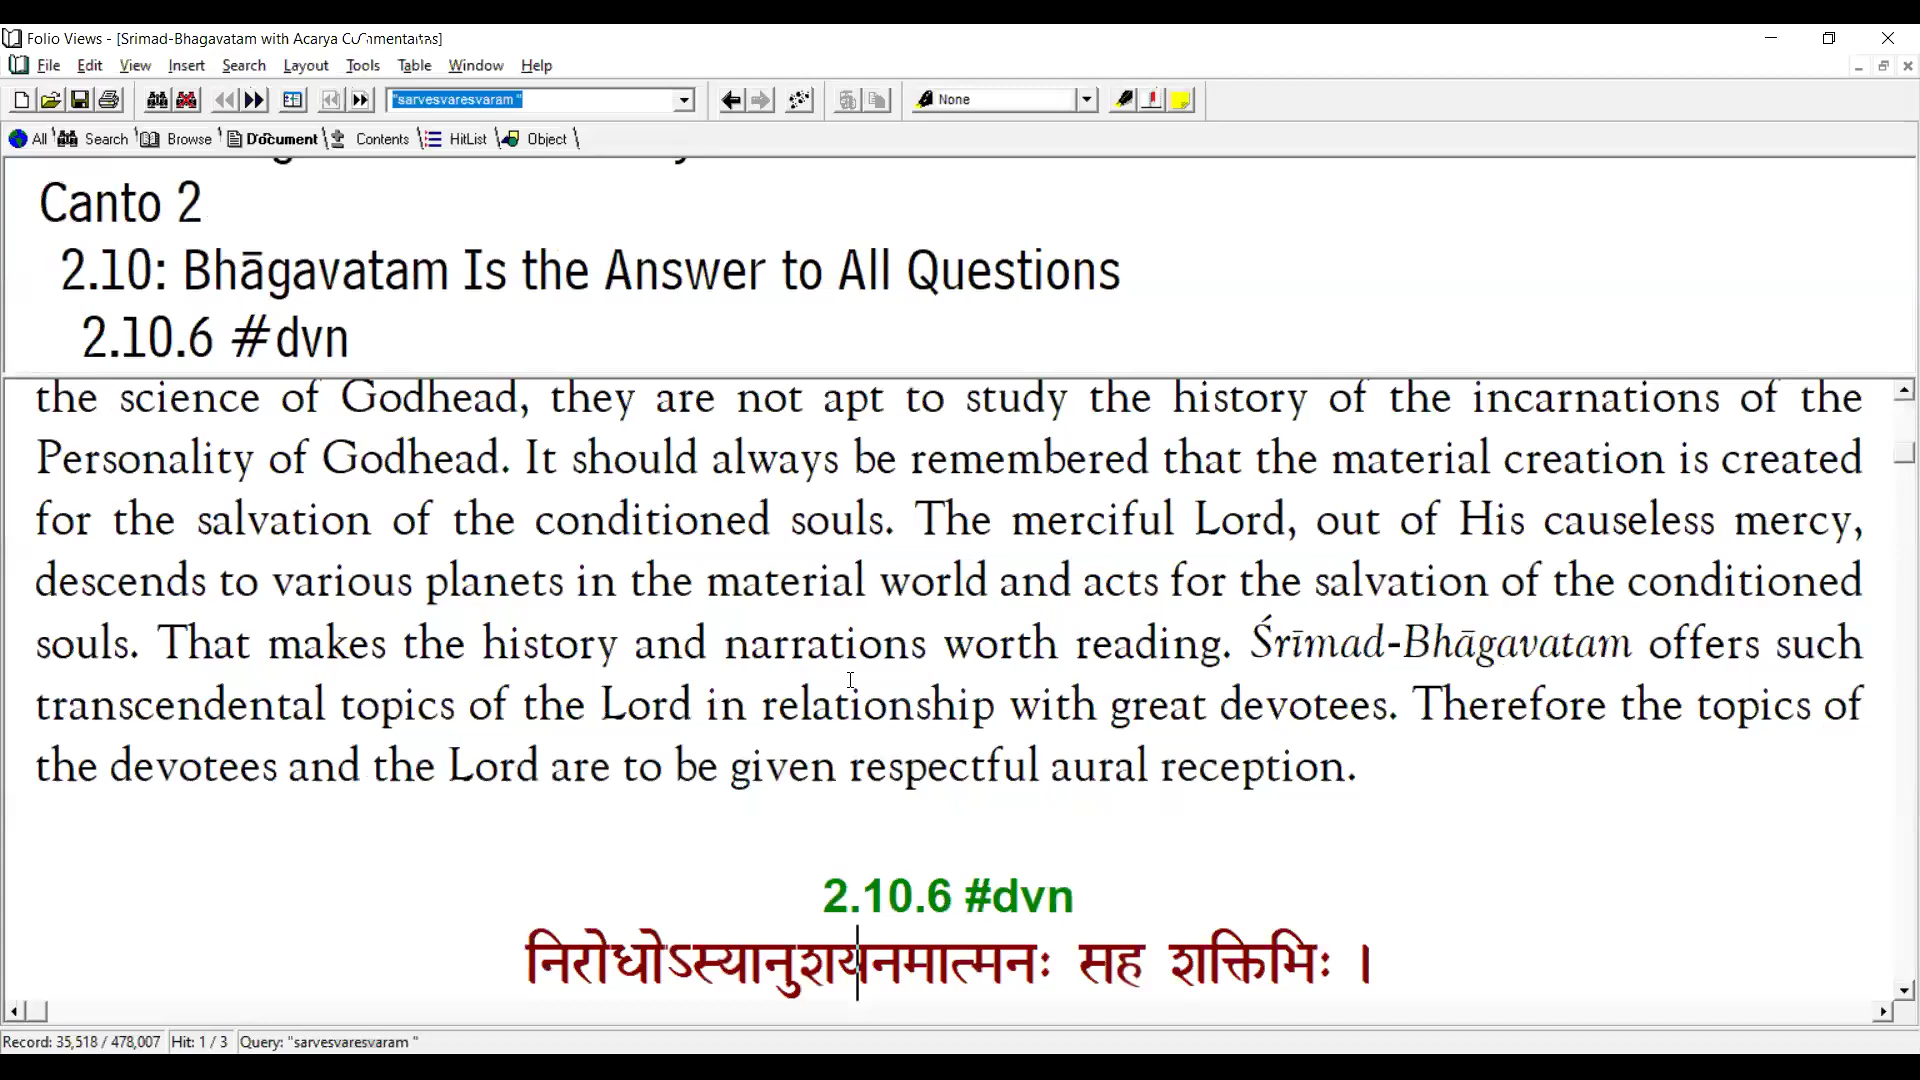 Folio Views - [Srimad-Bhagavatam with Acarya Commentaries]
File Edit View Insert Search Layout Tools Table Window Help
"sarvesvaresvaram " None
All Search Browse Document Contents HitList Object
Canto 2
2.10: Bhāgavatam Is the Answer to All Questions
2.10.6 #dvn
the science of Godhead, they are not apt to study the history of the incarnations of the
Personality of Godhead. It should always be remembered that the material creation is created
for the salvation of the conditioned souls. The merciful Lord, out of His causeless mercy,
descends to various planets in the material world and acts for the salvation of the conditioned
souls. That makes the history and narrations worth reading. Śrīmad-Bhāgavatam offers such
transcendental topics of the Lord in relationship with great devotees. Therefore the topics of
the devotees and the Lord are to be given respectful aural reception.
2.10.6 #dvn
निरोधोऽस्यानुशयनमात्मनः सह शक्तिभिः ।
Record: 35,518 / 478,007 Hit: 1 / 3 Query: "sarvesvaresvaram "